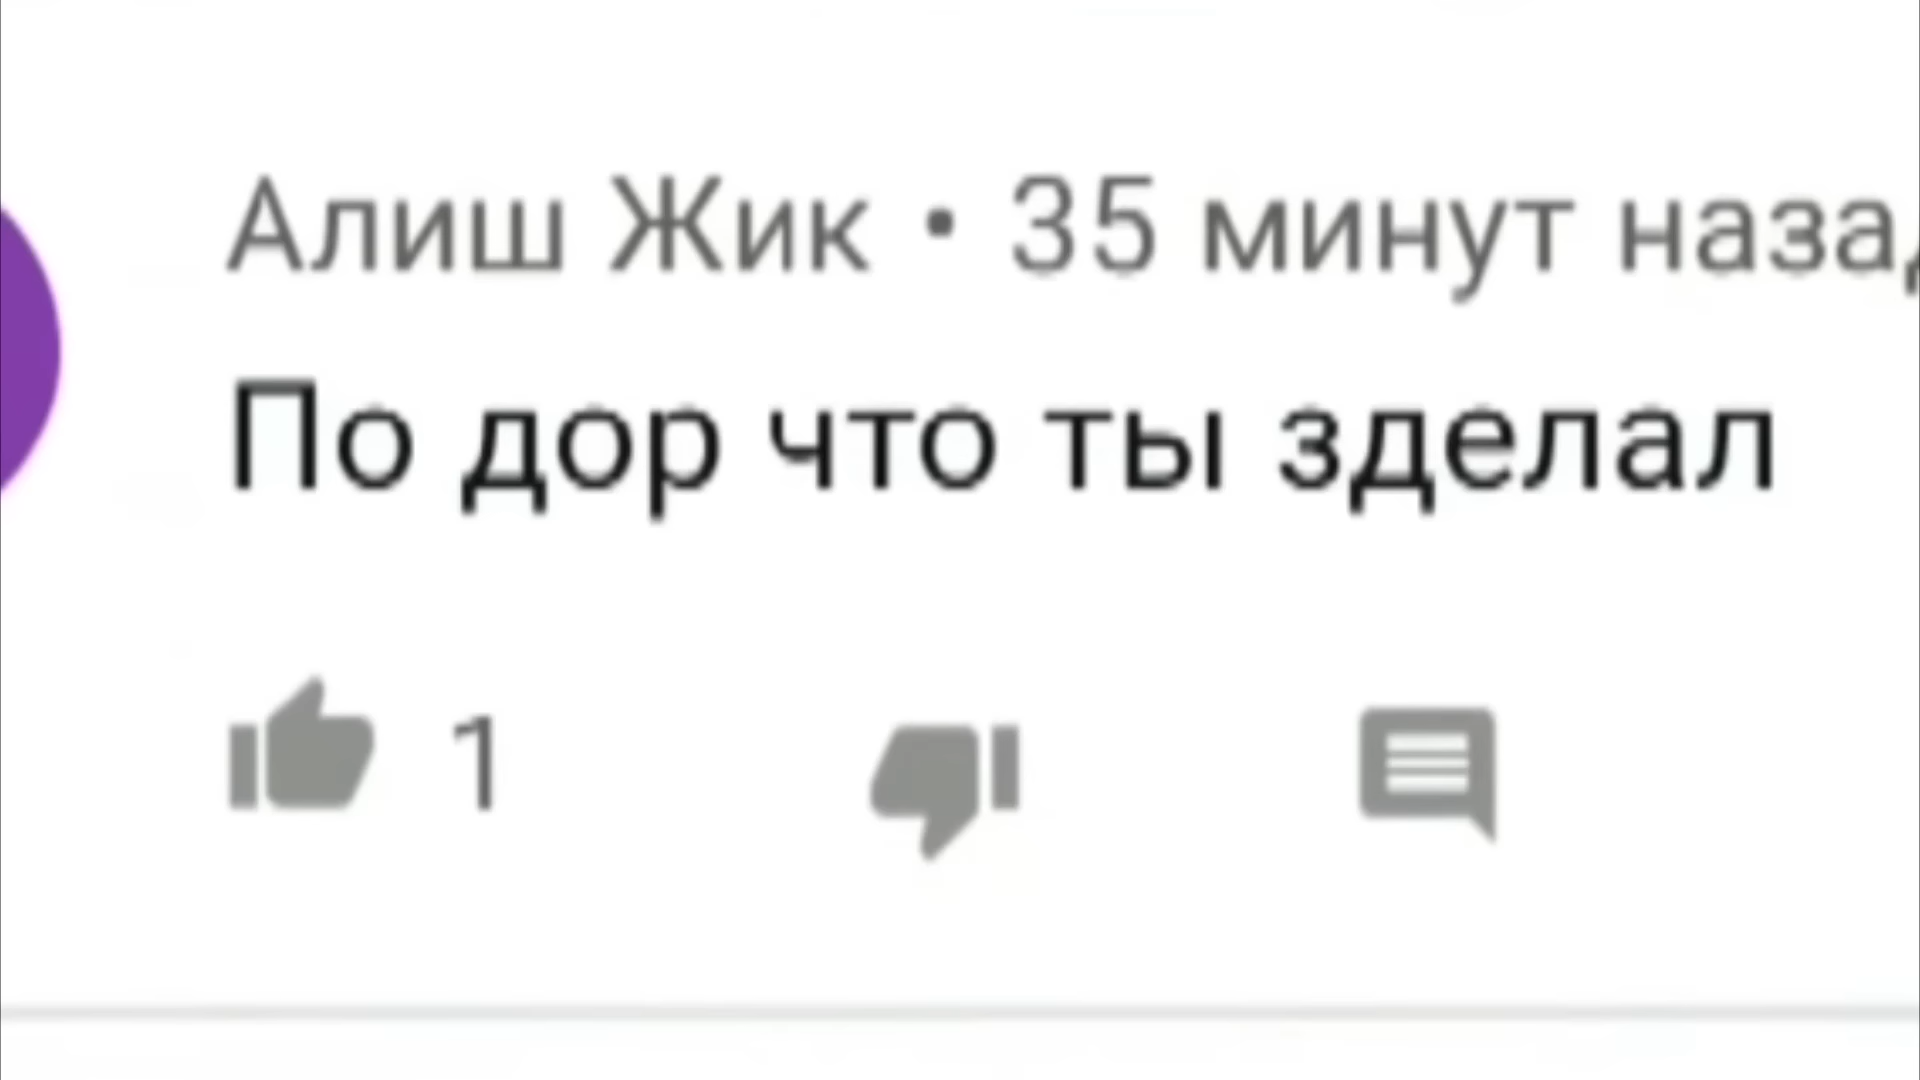 Алиш Жик • 35 минут наза
По дор что ты зделал
1